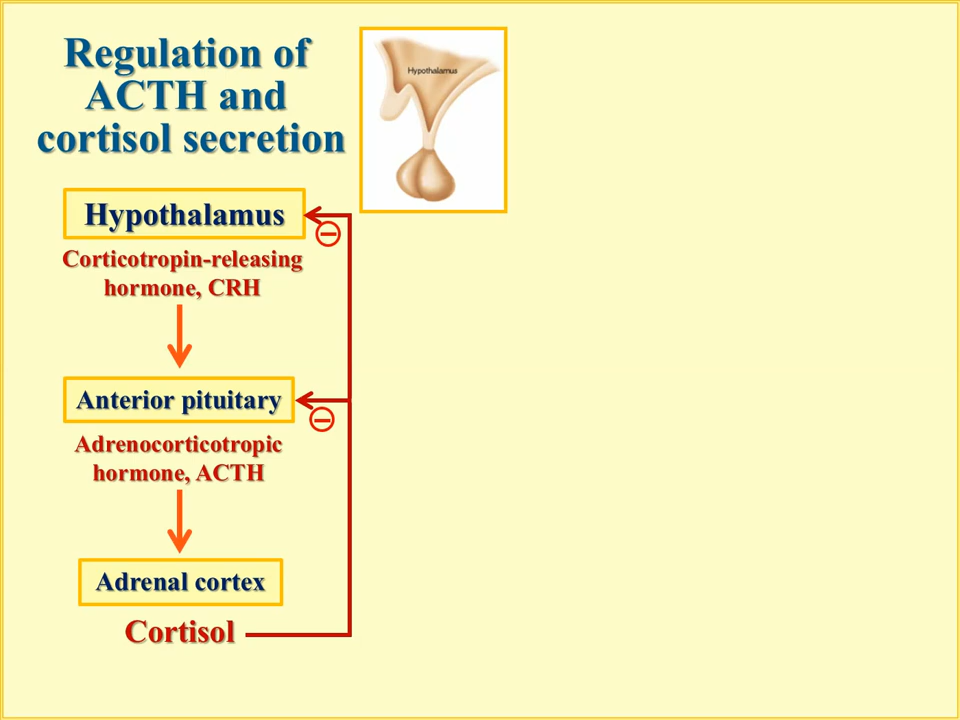 Regulation of
ACTH and
cortisol secretion
Hypothalamus
Hypothalamus
Corticotropin-releasing
hormone, CRH
Anterior pituitary
Adrenocorticotropic
hormone, ACTH
Adrenal cortex
Cortisol